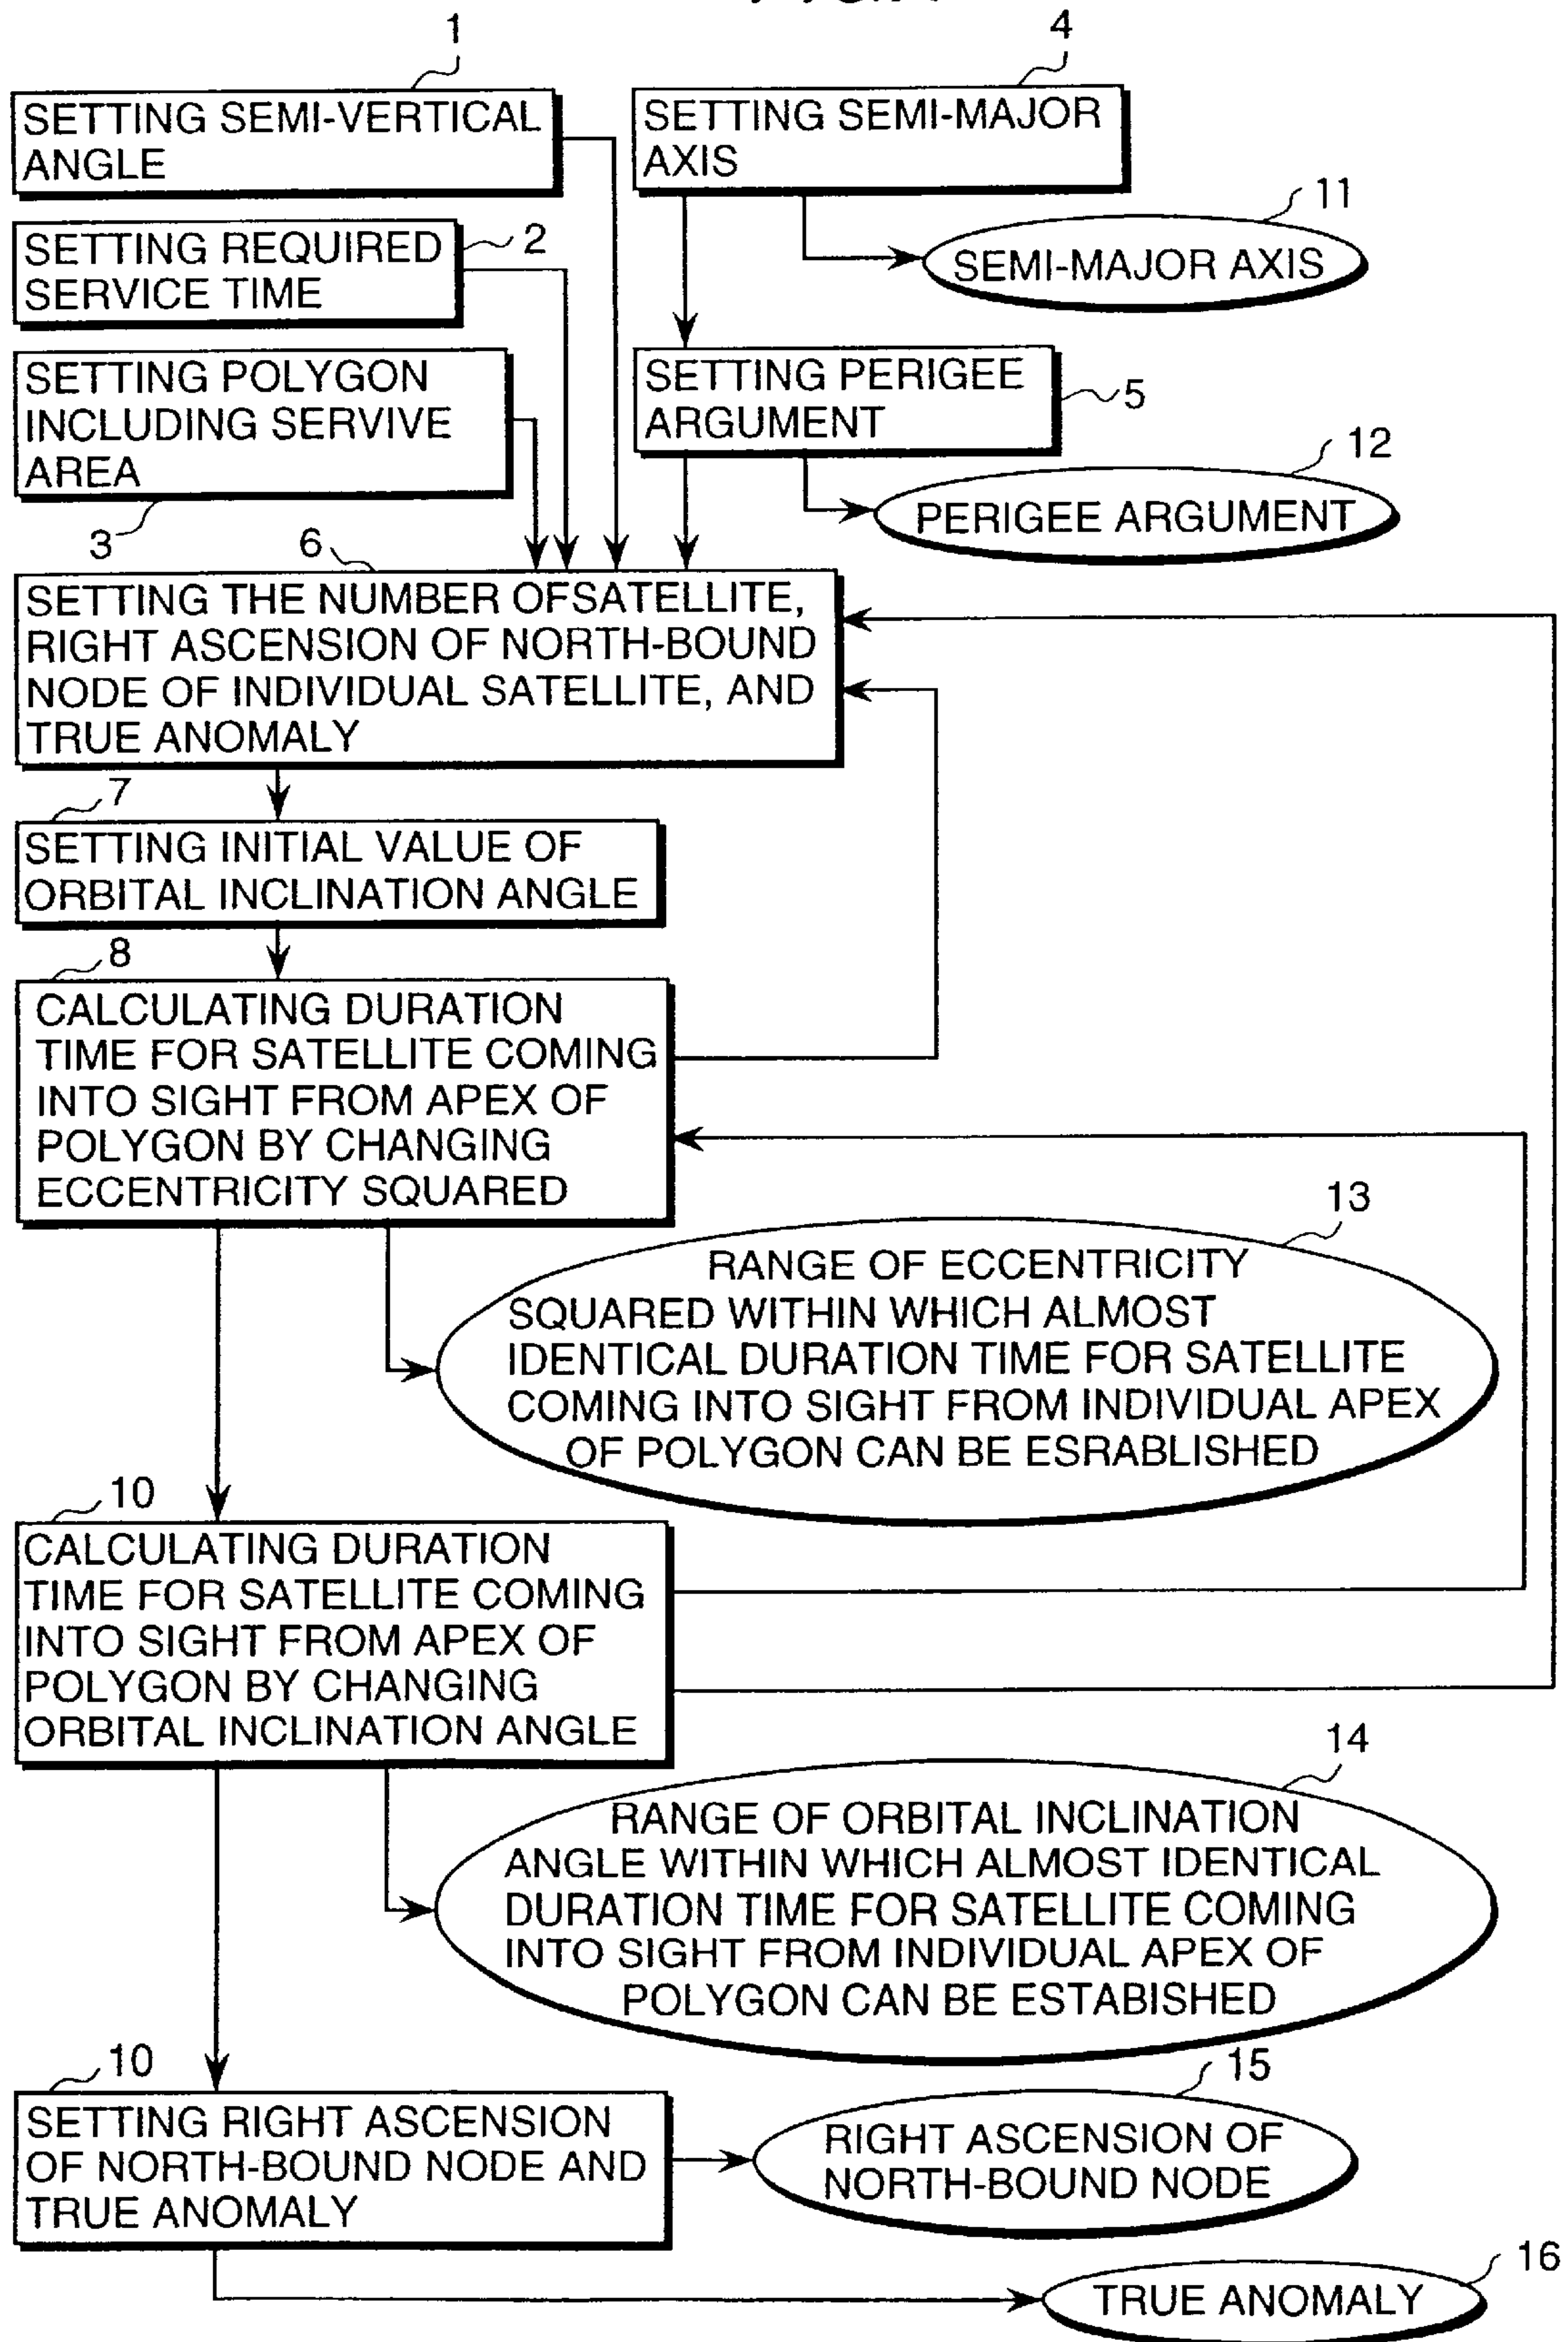 1
4
SETTING SEMI-VERTICAL
ANGLE
SETTING SEMI-MAJOR
AXIS
11
SEMI-MAJOR AXIS
2
SETTING REQUIRED
SERVICE TIME
SETTING POLYGON
INCLUDING SERVIVE
AREA
3
SETTING PERIGEE
ARGUMENT
5
12
PERIGEE ARGUMENT
6
SETTING THE NUMBER OFSATELLITE,
RIGHT ASCENSION OF NORTH-BOUND
NODE OF INDIVIDUAL SATELLITE, AND
TRUE ANOMALY
7
SETTING INITIAL VALUE OF
ORBITAL INCLINATION ANGLE
8
CALCULATING DURATION
TIME FOR SATELLITE COMING
INTO SIGHT FROM APEX OF
POLYGON BY CHANGING
ECCENTRICITY SQUARED
13
RANGE OF ECCENTRICITY
SQUARED WITHIN WHICH ALMOST
IDENTICAL DURATION TIME FOR SATELLITE
COMING INTO SIGHT FROM INDIVIDUAL APEX
OF POLYGON CAN BE ESRABLISHED
10
CALCULATING DURATION
TIME FOR SATELLITE COMING
INTO SIGHT FROM APEX OF
POLYGON BY CHANGING
ORBITAL INCLINATION ANGLE
14
RANGE OF ORBITAL INCLINATION
ANGLE WITHIN WHICH ALMOST IDENTICAL
DURATION TIME FOR SATELLITE COMING
INTO SIGHT FROM INDIVIDUAL APEX OF
POLYGON CAN BE ESTABISHED
10
SETTING RIGHT ASCENSION
OF NORTH-BOUND NODE AND
TRUE ANOMALY
15
RIGHT ASCENSION OF
NORTH-BOUND NODE
16
TRUE ANOMALY